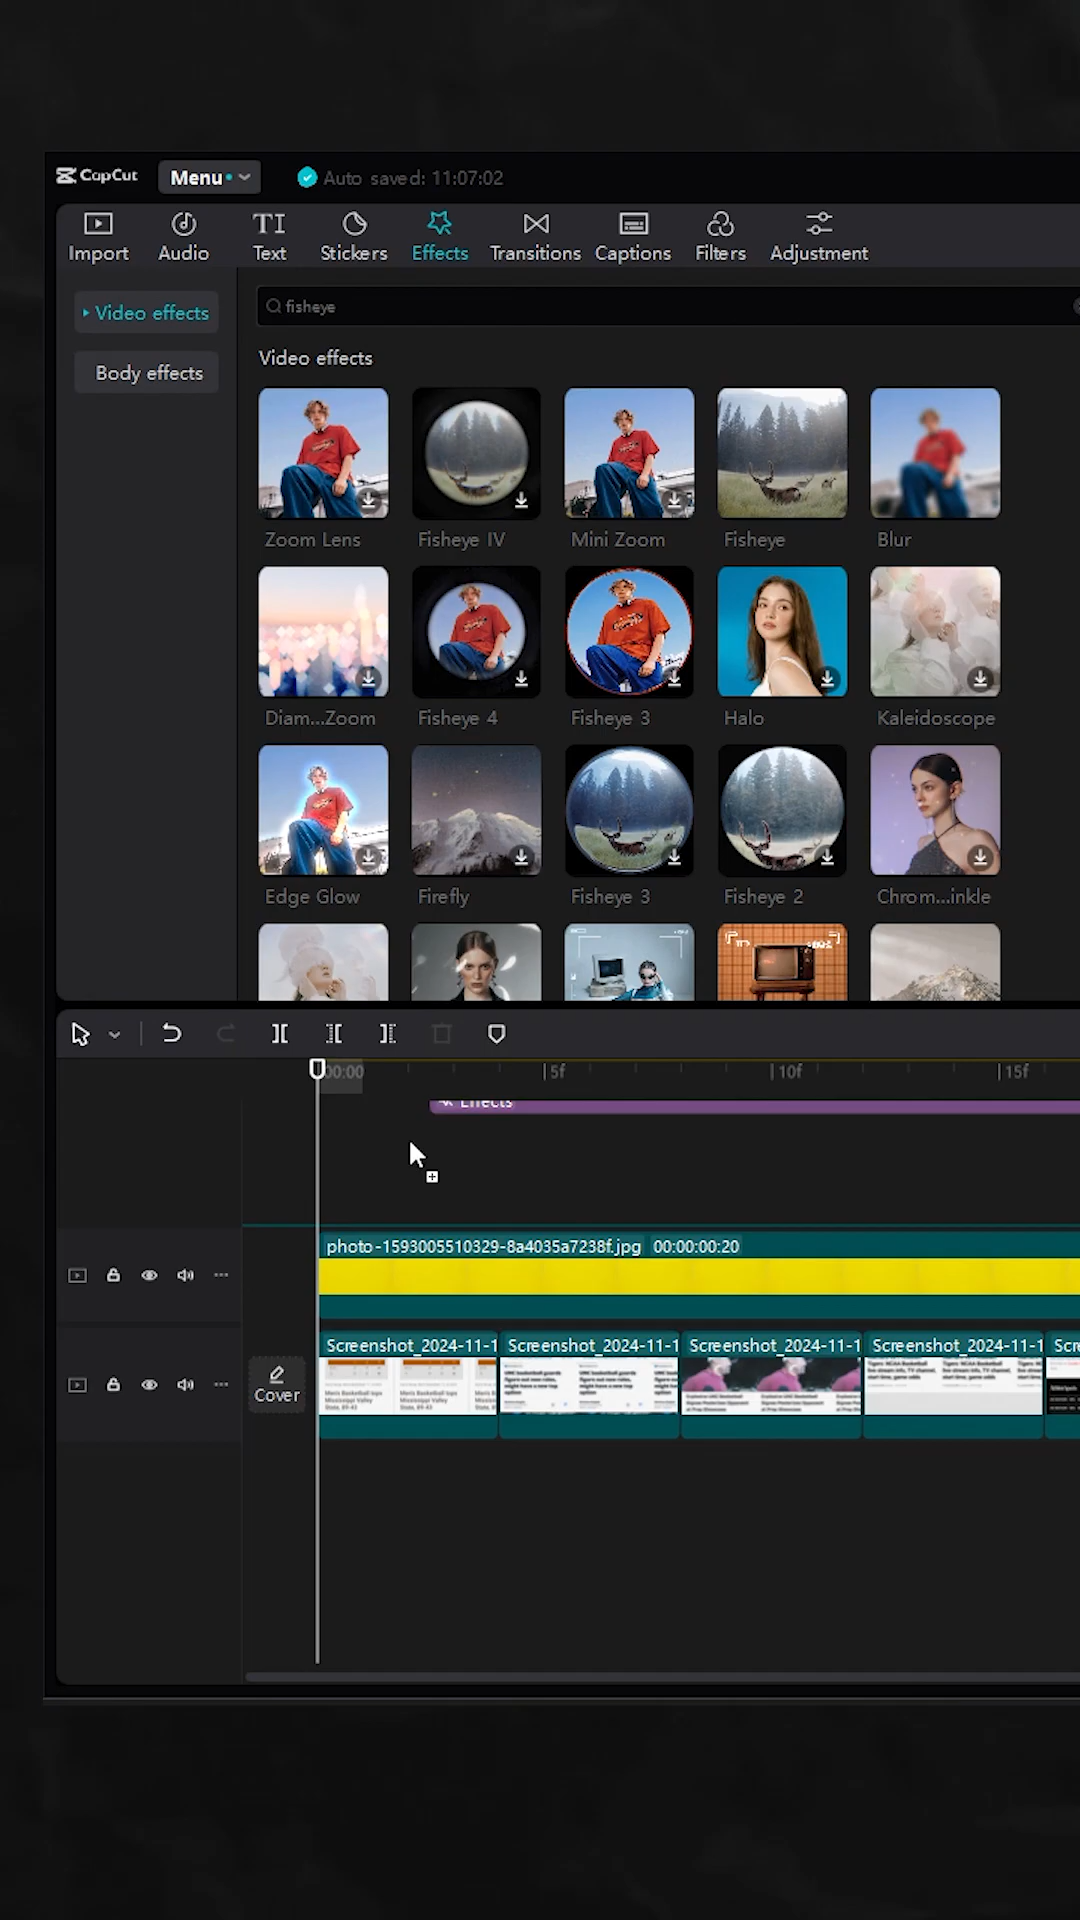 CapCut
Menu
Auto saved: 11:07:02
Import
Audio
TI
Text
Stickers
Effects
Transitions
Captions
Filters
Adjustment
Video effects
Body effects
fisheye
Video effects
Zoom Lens
Fisheye IV
Mini Zoom
Fisheye
Blur
Diam...Zoom
Fisheye 4
Fisheye 3
Halo
Kaleidoscope
Edge Glow
Firefly
Fisheye 3
Fisheye 2
Chrom...inkle
00:00
5f
10f
15f
Effects
photo-1593005510329-8a4035a7238f.jpg 00:00:00:20
Screenshot_2024-11-1
Screenshot_2024-11-1
Screenshot_2024-11-1
Screenshot_2024-11-1
Scre
Cover